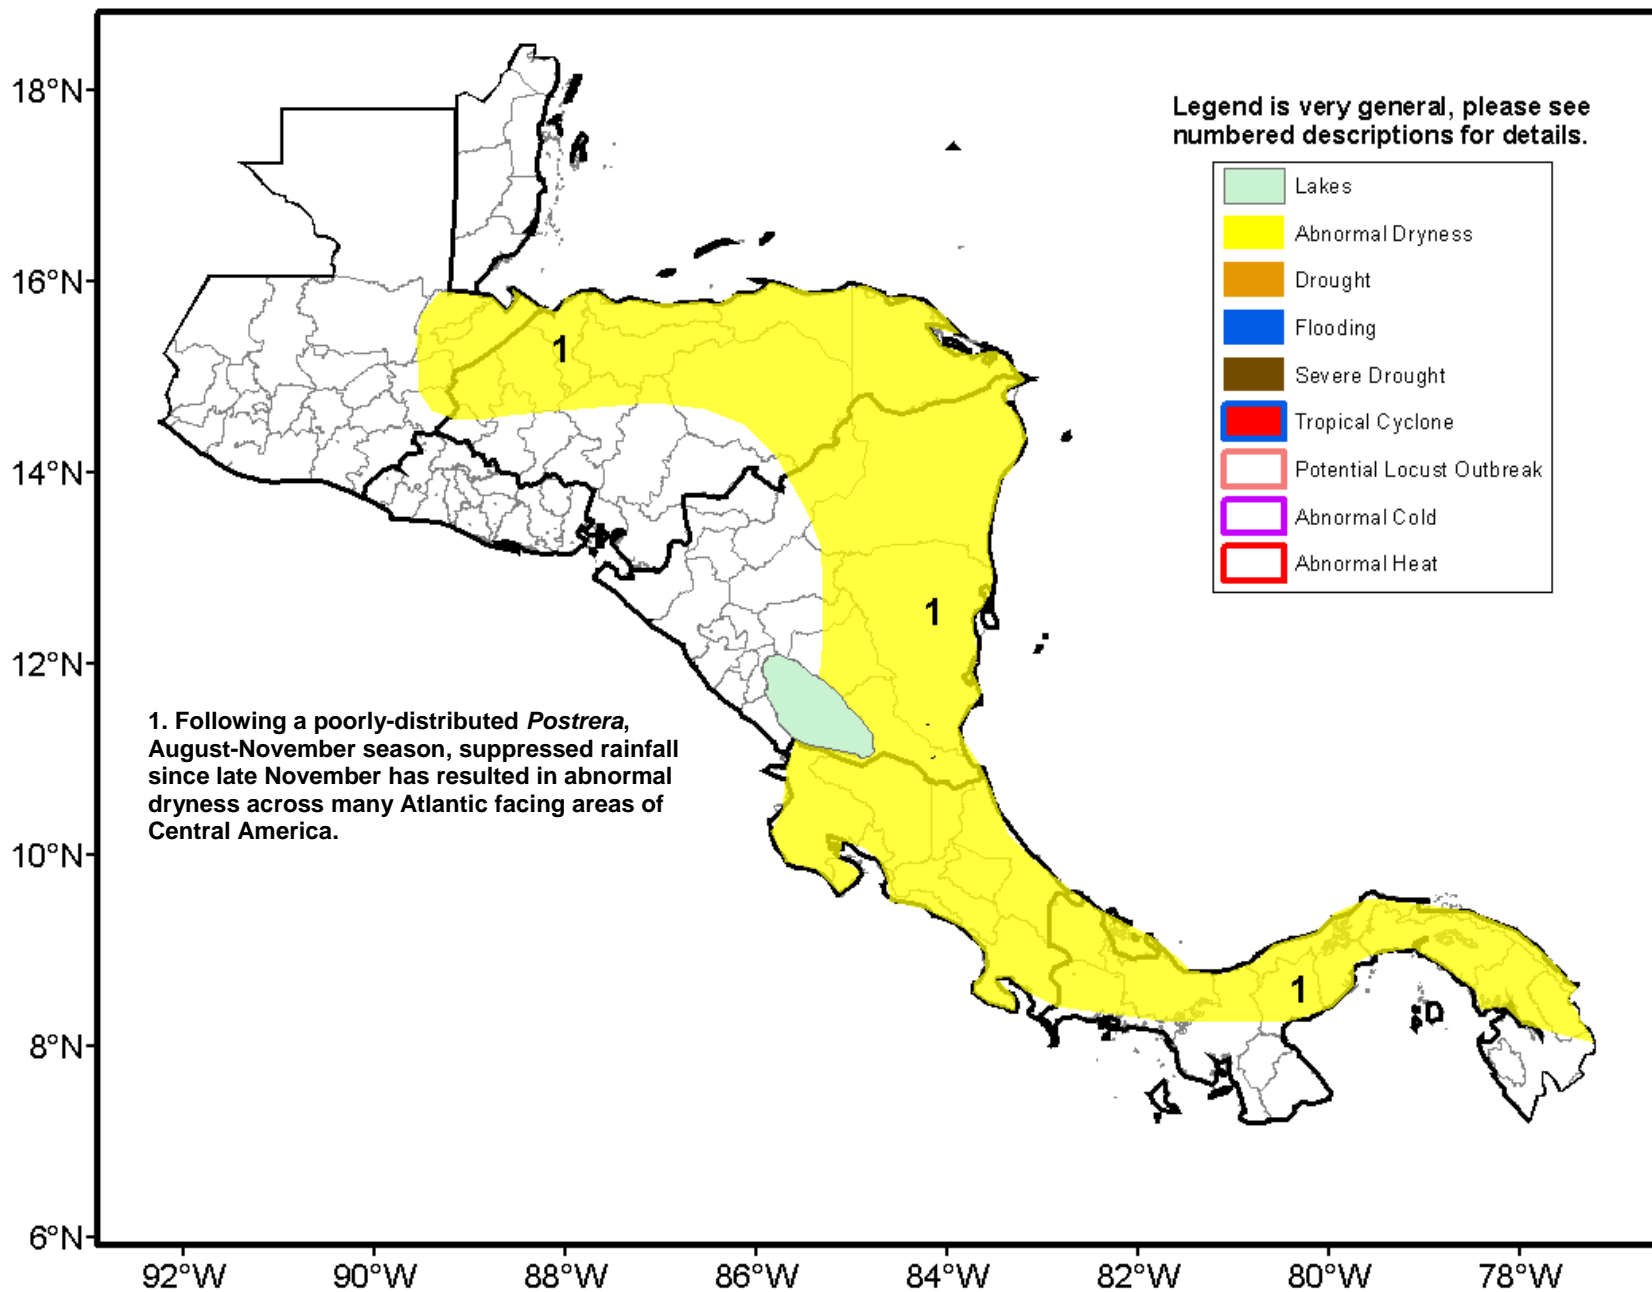 18°N
16°N
14°N
12°N
10°N
8°N
6°N
92°W
90°W
88°W
86°W
84°W
82°W
80°W
78°W
Legend is very general, please see
numbered descriptions for details.
Lakes
Abnormal Dryness
Drought
Flooding
Severe Drought
Tropical Cyclone
Potential Locust Outbreak
Abnormal Cold
Abnormal Heat
1
1
1
1. Following a poorly-distributed Postrera,
August-November season, suppressed rainfall
since late November has resulted in abnormal
dryness across many Atlantic facing areas of
Central America.